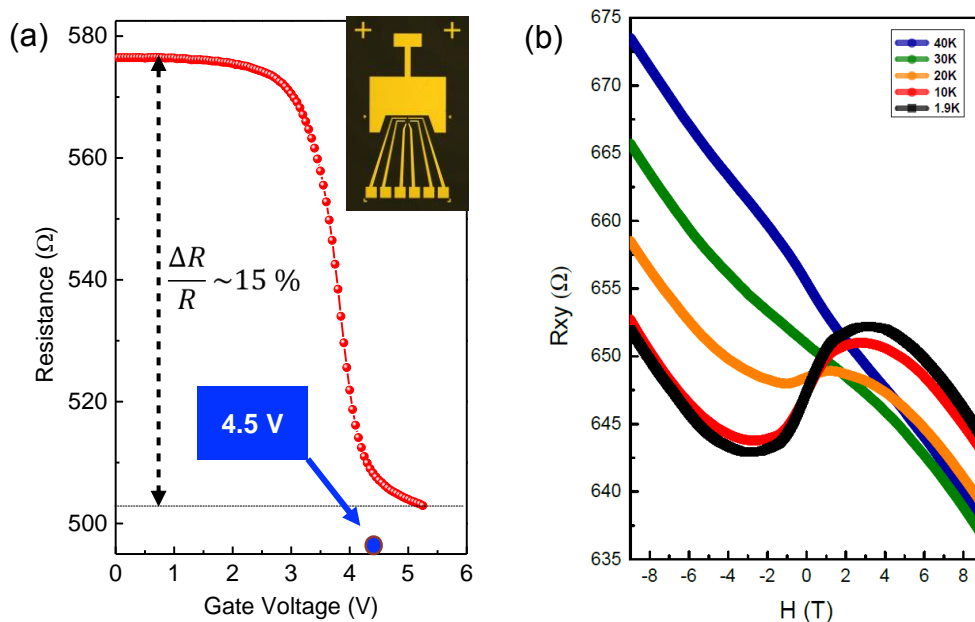 (a)
580
560
540
520
500
Resistance (Ω)
0
1
2
3
4
5
6
Gate Voltage (V)
ΔR
R
~15 %
4.5 V
(b)
675
670
665
660
655
650
645
640
635
Rxy (Ω)
-8
-6
-4
-2
0
2
4
6
8
H (T)
40K
30K
20K
10K
1.9K